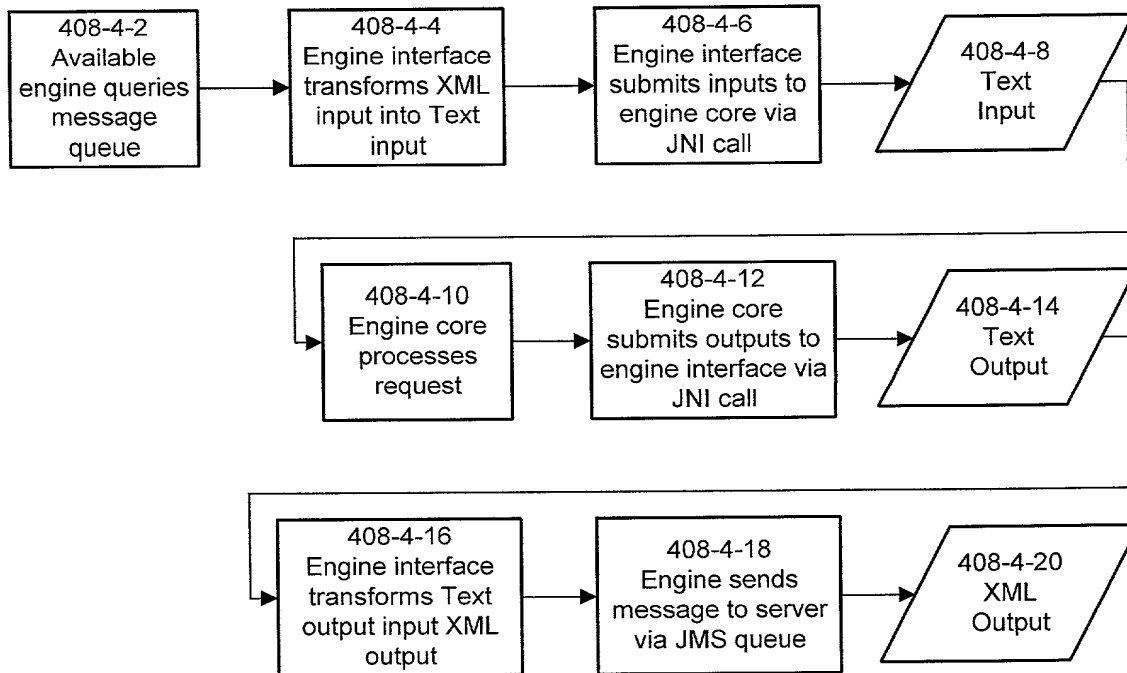 408-4-2
Available
engine queries
message
queue
408-4-4
Engine interface
transforms XML
input into Text
input
408-4-6
Engine interface
submits inputs to
engine core via
JNI call
408-4-8
Text
Input
408-4-10
Engine core
processes
request
408-4-12
Engine core
submits outputs to
engine interface via
JNI call
408-4-14
Text
Output
408-4-16
Engine interface
transforms Text
output input XML
output
408-4-18
Engine sends
message to server
via JMS queue
408-4-20
XML
Output